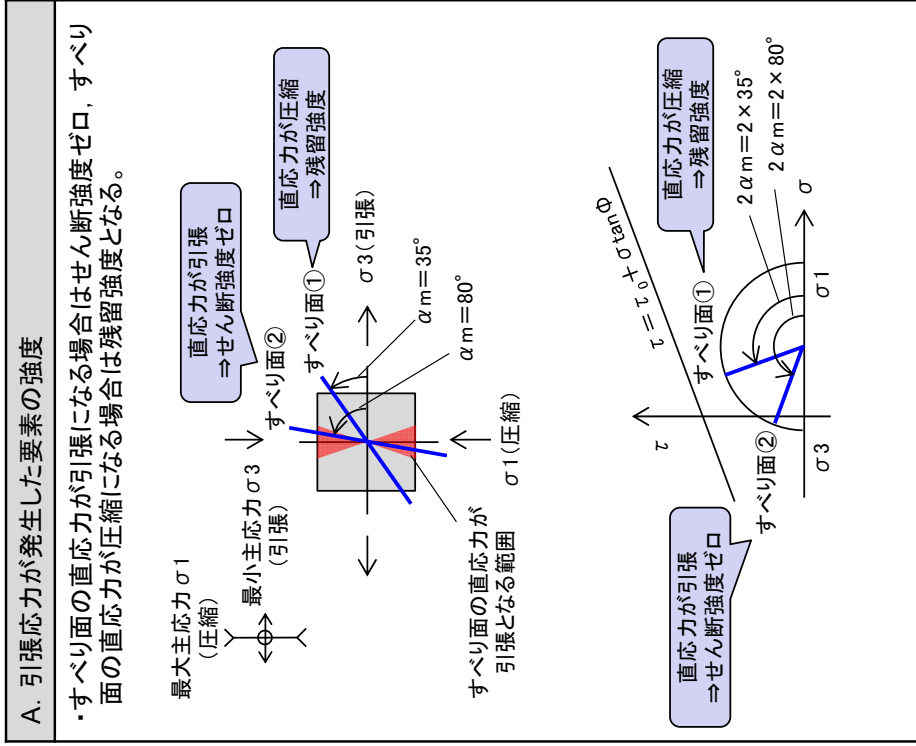 A. 引張応力が発生した要素の強度
・すべり面の直応力が引張になる場合はせん断強度ゼロ，すべり
面の直応力が圧縮になる場合は残留強度となる。
最大主応力σ1
(圧縮)
最小主応力σ3
(引張)
直応力が引張
⇒せん断強度ゼロ
すべり面②
直応力が圧縮
⇒残留強度
すべり面①
σ3(引張)
αm＝35°
αm＝80°
σ1(圧縮)
すべり面の直応力が
引張となる範囲
直応力が引張
⇒せん断強度ゼロ
すべり面②
τ
τ＝τ₀＋σtanΦ
すべり面①
直応力が圧縮
⇒残留強度
2αm＝2×35°
2αm＝2×80°
σ3
σ1
σ